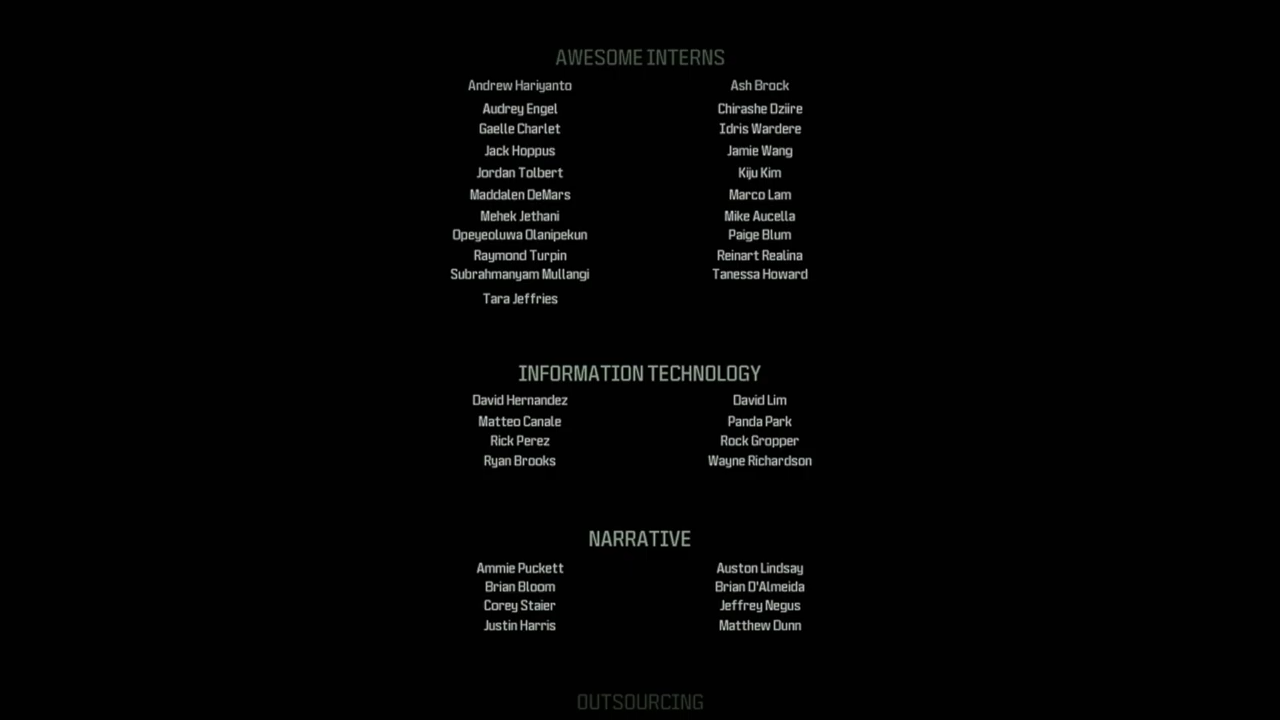 AWESOME INTERNS
Andrew Hariyanto Ash Brock
Audrey Engel Chirashe Dziire
Gaelle Charlet Idris Wardere
Jack Hoppus Jamie Wang
Jordan Tolbert Kiju Kim
Maddalen DeMars Marco Lam
Mehek Jethani Mike Aucella
Opeyeoluwa Olanipekun Paige Blum
Raymond Turpin Reinart Realina
Subrahmanyam Mullangi Tanessa Howard
Tara Jeffries
INFORMATION TECHNOLOGY
David Hernandez David Lim
Matteo Canale Panda Park
Rick Perez Rock Gropper
Ryan Brooks Wayne Richardson
NARRATIVE
Ammie Puckett Auston Lindsay
Brian Bloom Brian D'Almeida
Corey Staier Jeffrey Negus
Justin Harris Matthew Dunn
OUTSOURCING